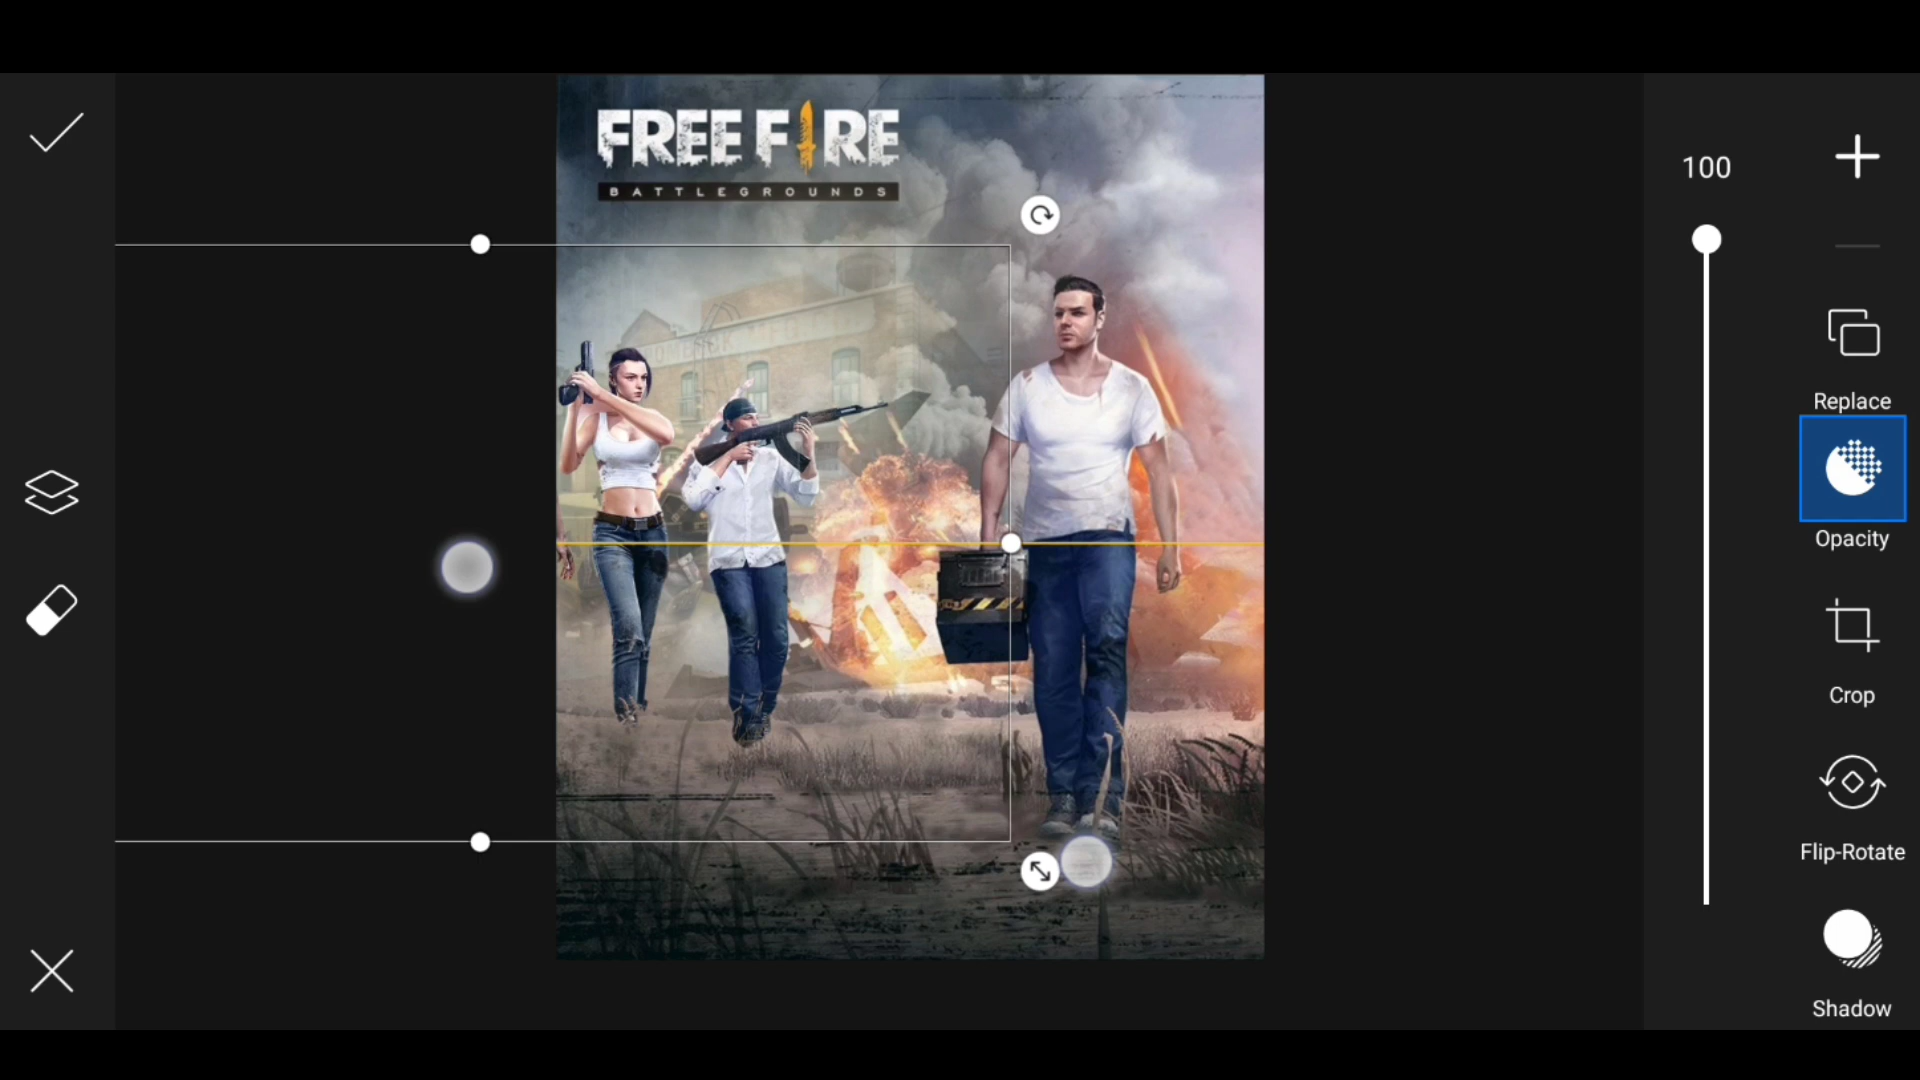 FREE FIRE
BATTLEGROUNDS
100
Replace
Opacity
Crop
Flip-Rotate
Shadow